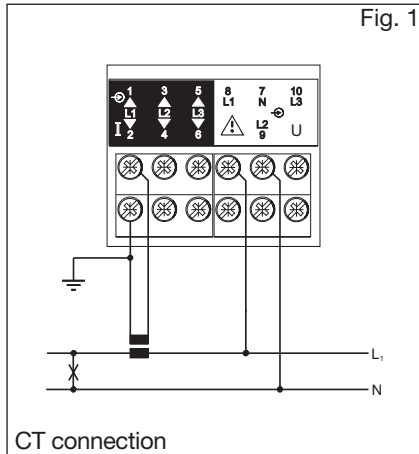 Fig. 1
1 3 5 8 7 10
L1 N L3
L1 L2 L3
I 2 4 6 L2 U
9
L₁
N
CT connection